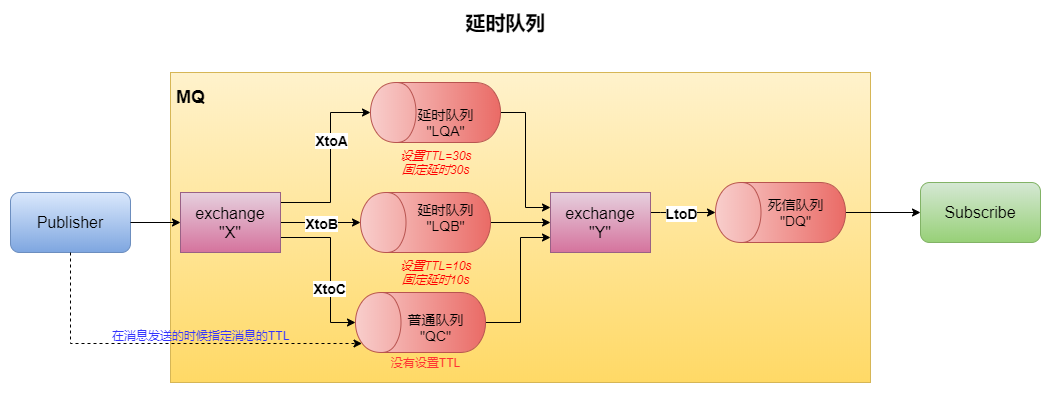 延时队列
MQ
延时队列
"LQA"
XtoA
设置TTL=30s
固定延时30s
Publisher
exchange
"X"
XtoB
延时队列
"LQB"
exchange
"Y"
LtoD
死信队列
"DQ"
Subscribe
设置TTL=10s
固定延时10s
XtoC
普通队列
"QC"
在消息发送的时候指定消息的TTL
没有设置TTL